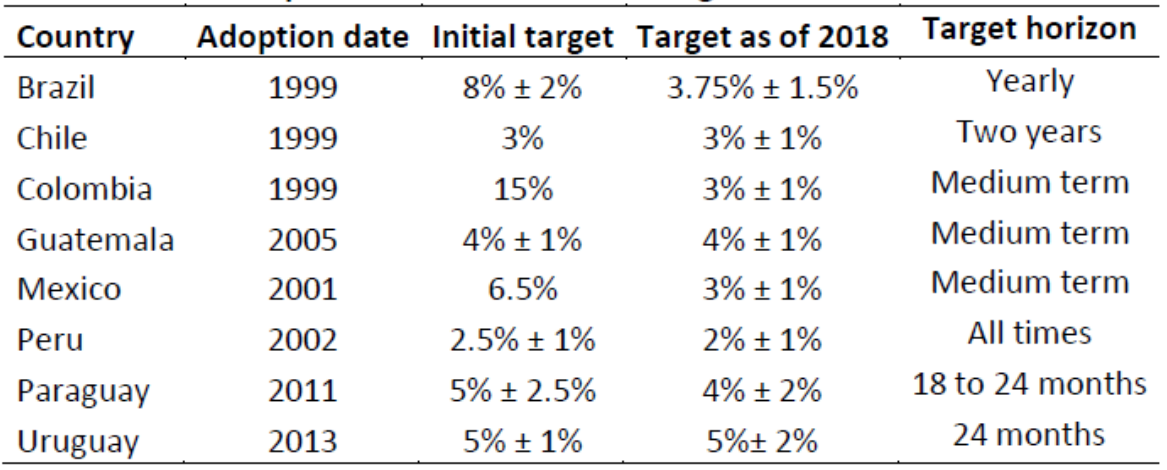 Country Adoption date Initial target Target as of 2018 Target horizon
Brazil 1999 8% ± 2% 3.75% ± 1.5% Yearly
Chile 1999 3% 3% ± 1% Two years
Colombia 1999 15% 3% ± 1% Medium term
Guatemala 2005 4% ± 1% 4% ± 1% Medium term
Mexico 2001 6.5% 3% ± 1% Medium term
Peru 2002 2.5% ± 1% 2% ± 1% All times
Paraguay 2011 5% ± 2.5% 4% ± 2% 18 to 24 months
Uruguay 2013 5% ± 1% 5%± 2% 24 months